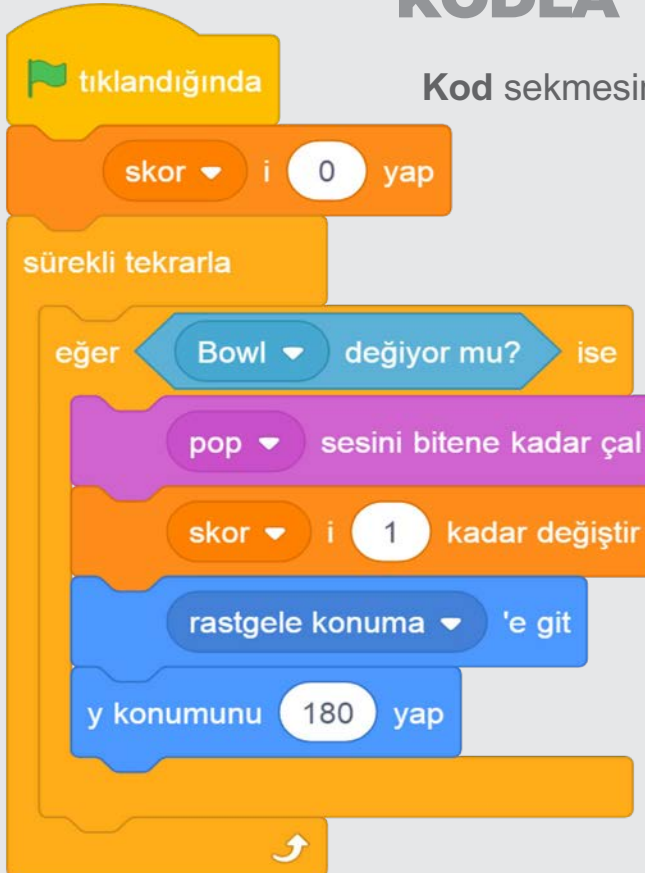 KODLA
tıklandığında
Kod
skor i 0 yap
sürekli tekrarla
eğer Bowl değiyor mu? ise
pop sesini bitene kadar çal
skor i 1 kadar değiştir
rastgele konuma 'e git
y konumunu 180 yap